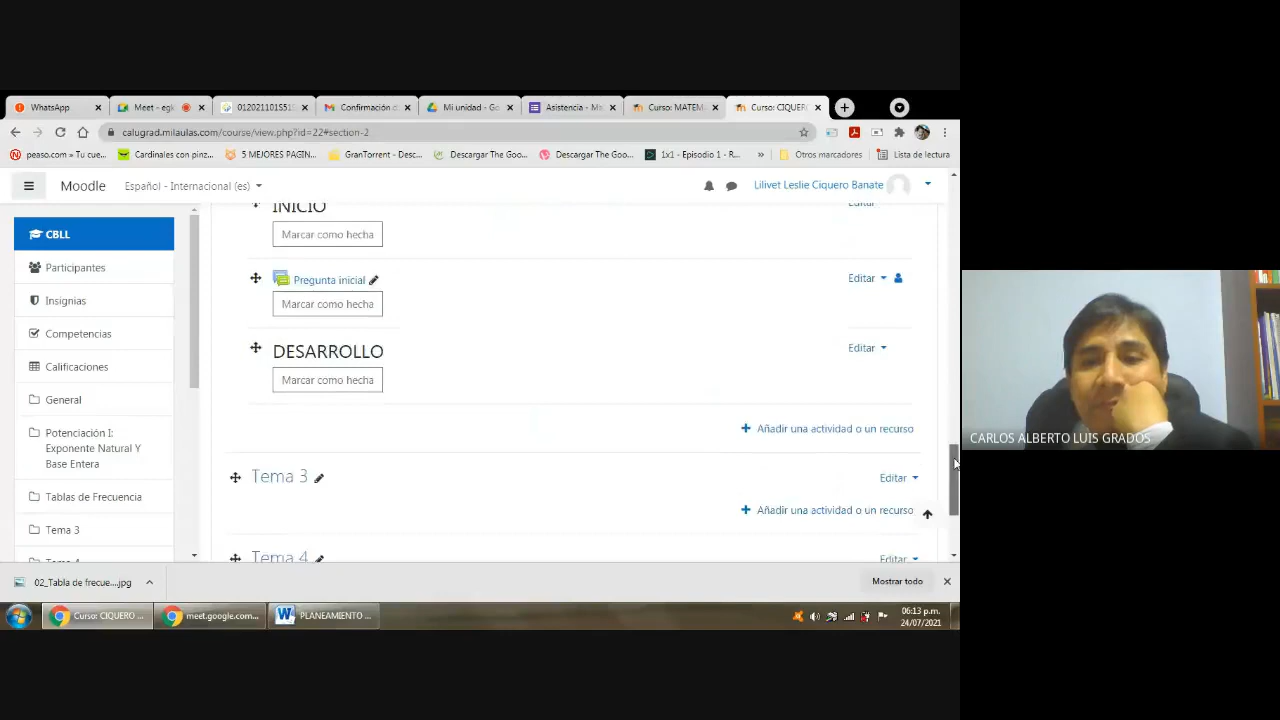 WhatsApp
Meet – eg
0120211015S1
Confirmación
Mi unidad - Go
Asistencia - Ma
Curso: MATEM
Curso: CIQUER
calugrad.milaulas.com/course/view.php?id=22#section-2
peaso.com » Tu cue...
Cardinales con pinz...
5 MEJORES PAGIN...
GranTorrent - Desc...
Descargar The Goo...
Descargar The Goo...
1x1 - Episodio 1 - R...
»
Otros marcadores
Lista de lectura
Moodle
Español - Internacional (es)
Lilivet Leslie Ciquero Banate
CBLL
Participantes
Insignias
Competencias
Calificaciones
General
Potenciación I:
Exponente Natural Y
Base Entera
Tablas de Frecuencia
Tema 3
INICIO
Editar
Marcar como hecha
Pregunta inicial
Editar
Marcar como hecha
DESARROLLO
Editar
Marcar como hecha
Añadir una actividad o un recurso
Tema 3
Editar
Añadir una actividad o un recurso
Tema 4
Editar
CARLOS ALBERTO LUIS GRADOS
02_Tabla de frecue....jpg
Mostrar todo
Curso: CIQUERO ...
meet.google.com...
PLANEAMIENTO ...
06:13 p.m.
24/07/2021